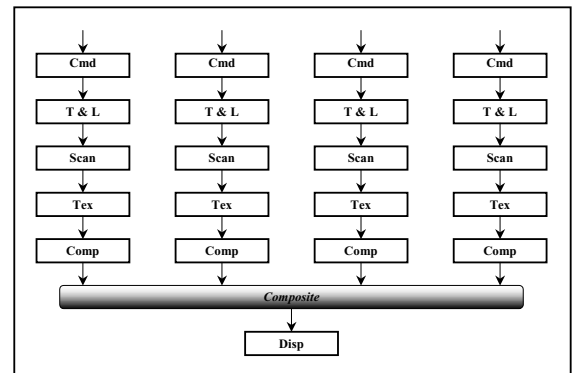 Cmd Cmd Cmd Cmd
T & L T & L T & L T & L
Scan Scan Scan Scan
Tex Tex Tex Tex
Comp Comp Comp Comp
Composite
Disp